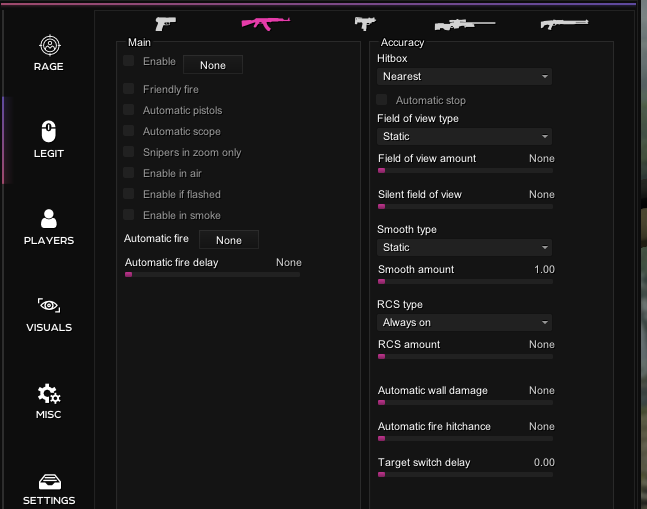 RAGE
LEGIT
PLAYERS
VISUALS
MISC
SETTINGS
Main
Enable
None
Friendly fire
Automatic pistols
Automatic scope
Snipers in zoom only
Enable in air
Enable if flashed
Enable in smoke
Automatic fire
None
Automatic fire delay None
Accuracy
Hitbox
Nearest
Automatic stop
Field of view type
Static
Field of view amount None
Silent field of view None
Smooth type
Static
Smooth amount 1.00
RCS type
Always on
RCS amount None
Automatic wall damage None
Automatic fire hitchance None
Target switch delay 0.00